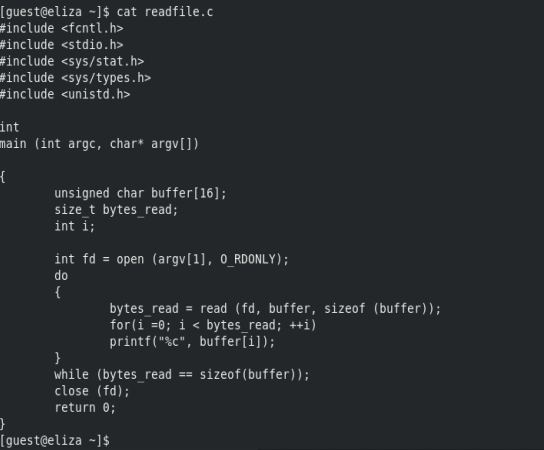 [guest@eliza ~]$ cat readfile.c
#include <fcntl.h>
#include <stdio.h>
#include <sys/stat.h>
#include <sys/types.h>
#include <unistd.h>

int
main (int argc, char* argv[])

{
        unsigned char buffer[16];
        size_t bytes_read;
        int i;

        int fd = open (argv[1], O_RDONLY);
        do
        {
                bytes_read = read (fd, buffer, sizeof (buffer));
                for(i =0; i < bytes_read; ++i)
                printf("%c", buffer[i]);
        }
        while (bytes_read == sizeof(buffer));
        close (fd);
        return 0;
}
[guest@eliza ~]$